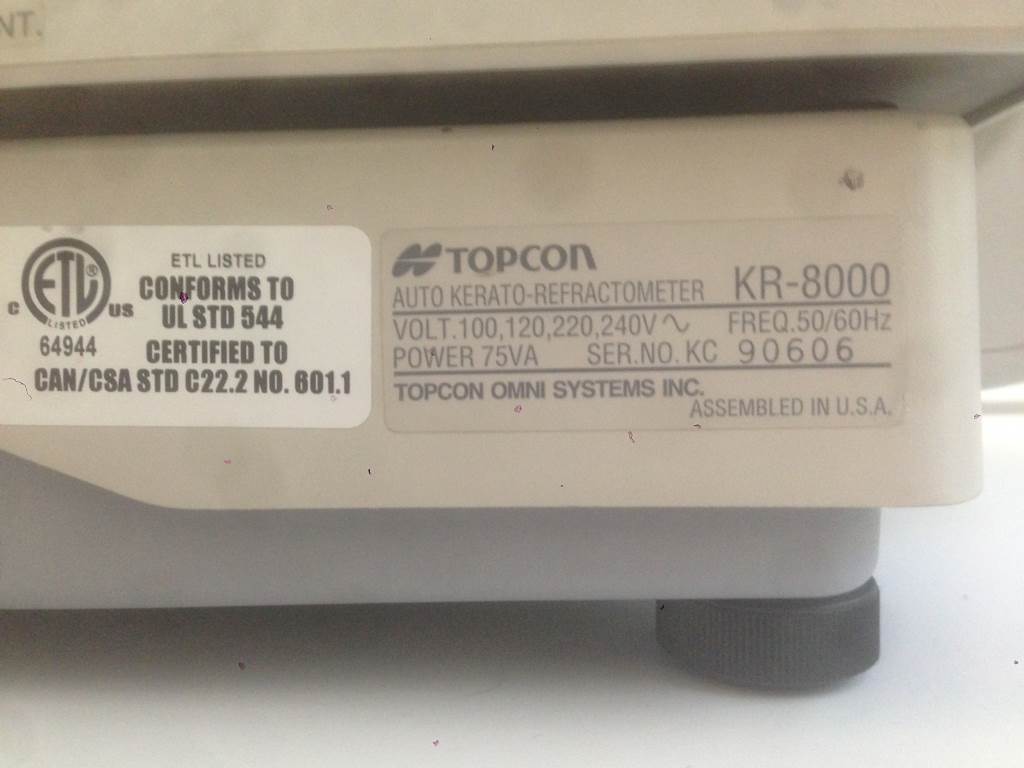 NT.
ETL LISTED
CONFORMS TO
UL STD 544
CERTIFIED TO
CAN/CSA STD C22.2 NO. 601.1
C ETL® US
LISTED
64944
TOPCON
AUTO KERATO-REFRACTOMETER KR-8000
VOLT.100,120,220,240V∿ FREQ.50/60Hz
POWER 75VA SER.NO. KC 90606
TOPCON OMNI SYSTEMS INC.
ASSEMBLED IN U.S.A.